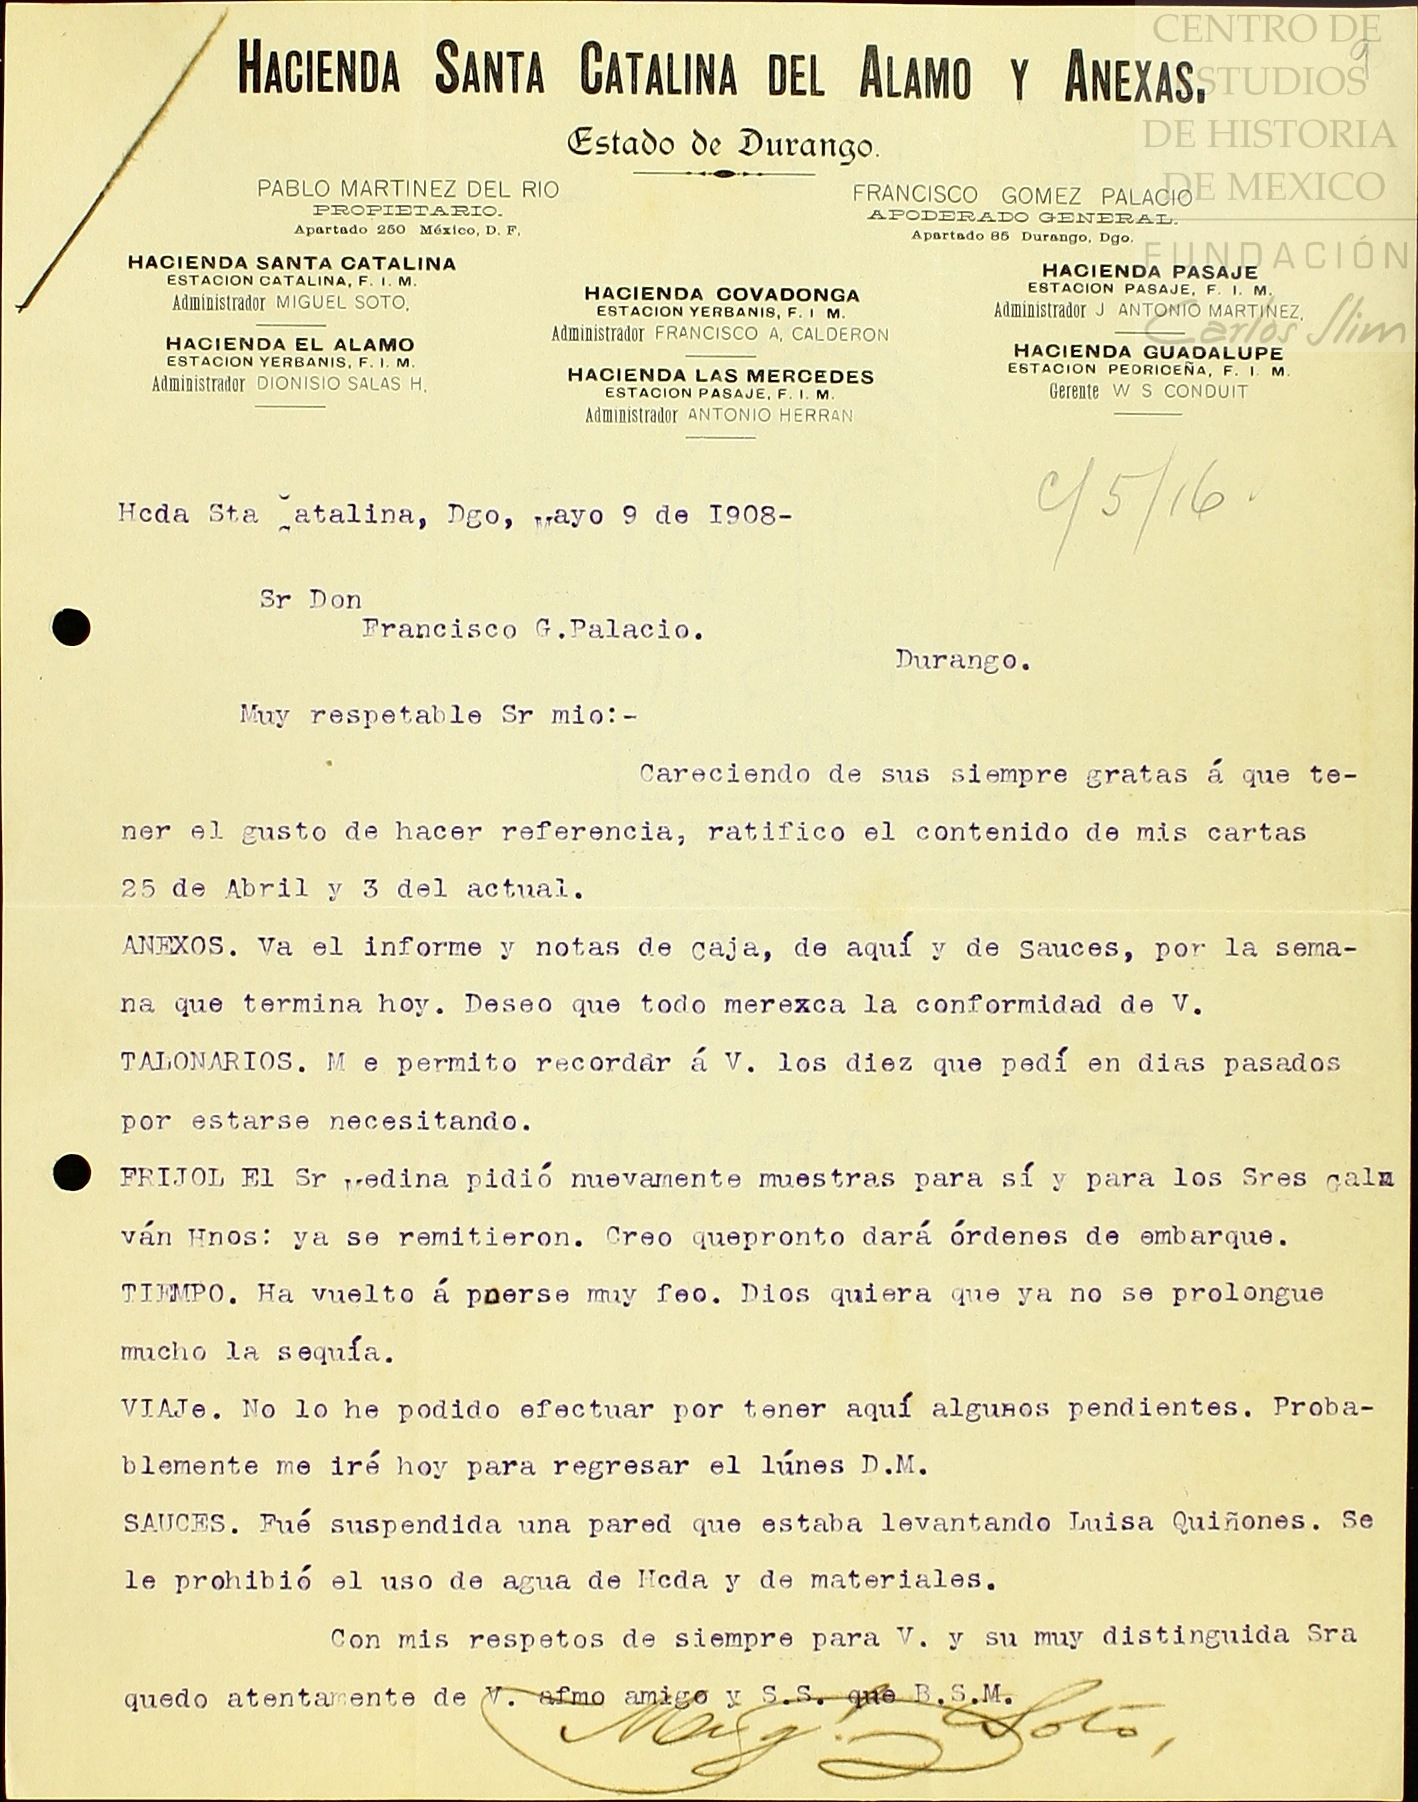 CENTRO DE
ESTUDIOS
DE HISTORIA
DE MEXICO
FUNDACIÓN
Carlos Slim
9
HACIENDA SANTA CATALINA DEL ALAMO Y ANEXAS.
Estado de Durango.
PABLO MARTINEZ DEL RIO
PROPIETARIO.
Apartado 250 México, D. F.
FRANCISCO GOMEZ PALACIO
APODERADO GENERAL.
Apartado 85 Durango, Dgo.
HACIENDA SANTA CATALINA
ESTACION CATALINA, F. I. M.
Administrador MIGUEL SOTO,
HACIENDA EL ALAMO
ESTACION YERBANIS, F. I. M.
Administrador DIONISIO SALAS H,
HACIENDA COVADONGA
ESTACION YERBANIS, F. I M.
Administrador FRANCISCO A, CALDERON
HACIENDA LAS MERCEDES
ESTACION PASAJE, F. I. M.
Administrador ANTONIO HERRAN
HACIENDA PASAJE
ESTACION PASAJE, F. I. M.
Administrador J ANTONIO MARTINEZ,
HACIENDA GUADALUPE
ESTACION PEDRICEÑA, F. I. M.
Gerente W S CONDUIT
c/5/16.
Hcda Sta Catalina, Dgo, Mayo 9 de I908-
Sr Don
Francisco G.Palacio.
Durango.
Muy respetable Sr mio:-
Careciendo de sus siempre gratas á que te-
ner el gusto de hacer referencia, ratifico el contenido de mis cartas
25 de Abril y 3 del actual.
ANEXOS. Va el informe y notas de Caja, de aquí y de Sauces, por la sema-
na que termina hoy. Deseo que todo merexca la conformidad de V.
TALONARIOS. M e permito recordar á V. los diez que pedí en dias pasados
por estarse necesitando.
FRIJOL El Sr Medina pidió nuevamente muestras para sí y para los Sres Gal
ván Hnos: ya se remitieron. Creo quepronto dará órdenes de embarque.
TIEMPO. Ha vuelto á pnerse muy feo. Dios quiera que ya no se prolongue
mucho la sequía.
VIAJe. No lo he podido efectuar por tener aquí algunos pendientes. Proba-
blemente me iré hoy para regresar el lúnes D.M.
SAUCES. Fué suspendida una pared que estaba levantando Luisa Quiñones. Se
le prohibió el uso de agua de Hcda y de materiales.
Con mis respetos de siempre para V. y su muy distinguida Sra
quedo atentamente de V. afmo amigo y S.S. que B.S.M.
Migl. Soto,